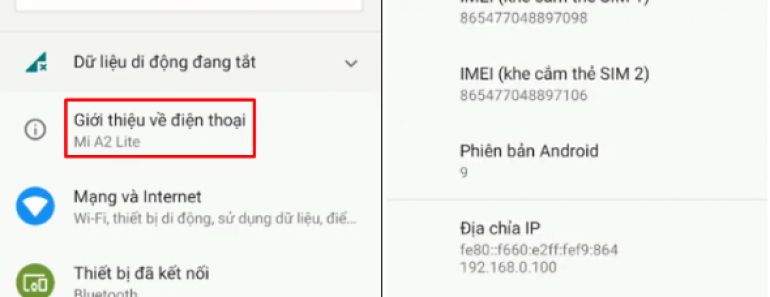 Dữ liệu di động đang tắt
Giới thiệu về điện thoại
Mi A2 Lite
Mạng và Internet
Wi-Fi, thiết bị di động, sử dụng dữ liệu, điể...
Thiết bị đã kết nối
Bluetooth
IMEI (khe cắm thẻ SIM 1)
865477048897098
IMEI (khe cắm thẻ SIM 2)
865477048897106
Phiên bản Android
9
Địa chỉ IP
fe80::f660:e2ff:fef9:864
192.168.0.100